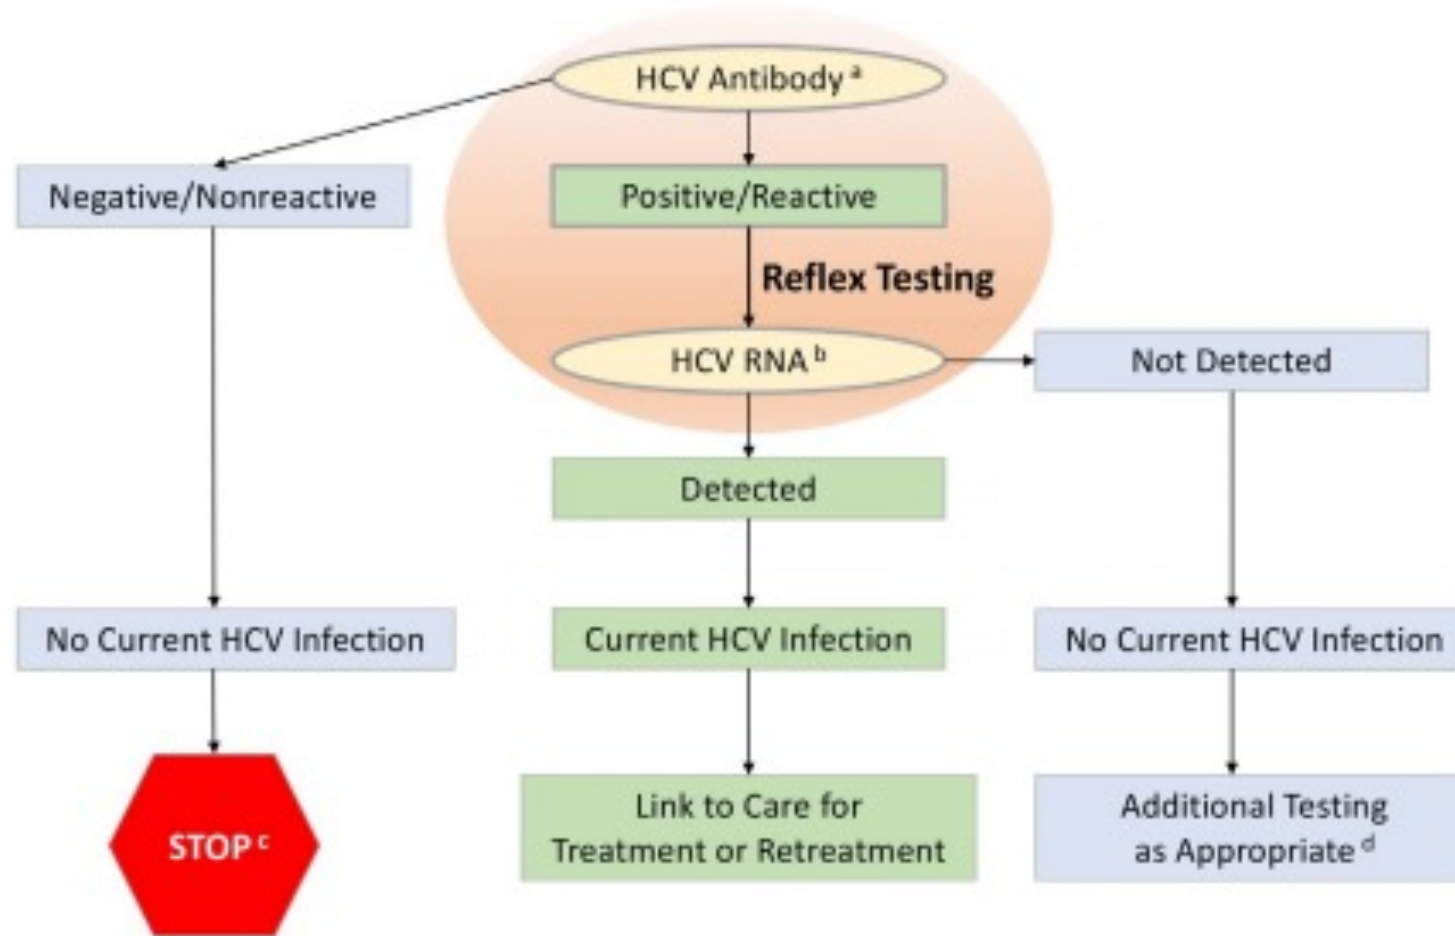 HCV Antibody a
Negative/Nonreactive
Positive/Reactive
Reflex Testing
HCV RNA b
Not Detected
Detected
No Current HCV Infection
Current HCV Infection
No Current HCV Infection
STOP c
Link to Care for
Treatment or Retreatment
Additional Testing
as Appropriate d